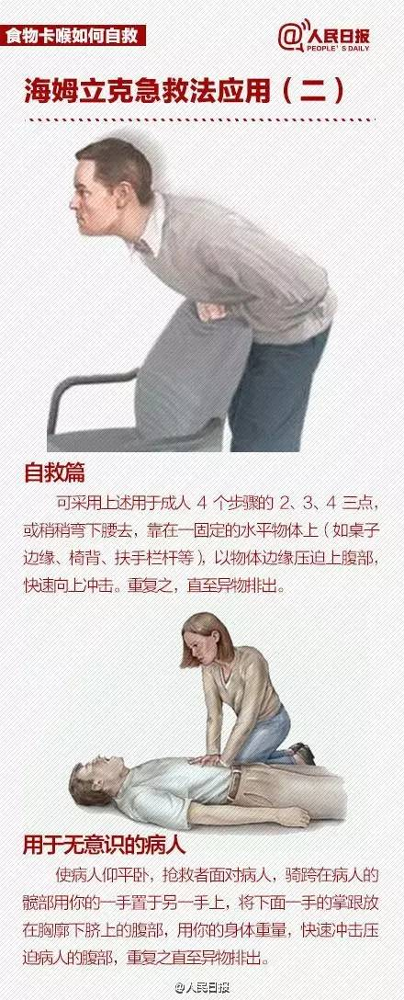 食物卡喉如何自救
@人民日报
PEOPLE'S DAILY
海姆立克急救法应用（二）
自救篇
可采用上述用于成人 4 个步骤的 2、3、4 三点，
或稍稍弯下腰去，靠在一固定的水平物体上（如桌子
边缘、椅背、扶手栏杆等），以物体边缘压迫上腹部，
快速向上冲击。重复之，直至异物排出。
用于无意识的病人
使病人仰平卧，抢救者面对病人，骑跨在病人的
髋部用你的一手置于另一手上，将下面一手的掌跟放
在胸廓下脐上的腹部，用你的身体重量，快速冲击压
迫病人的腹部，重复之直至异物排出。
@人民日报